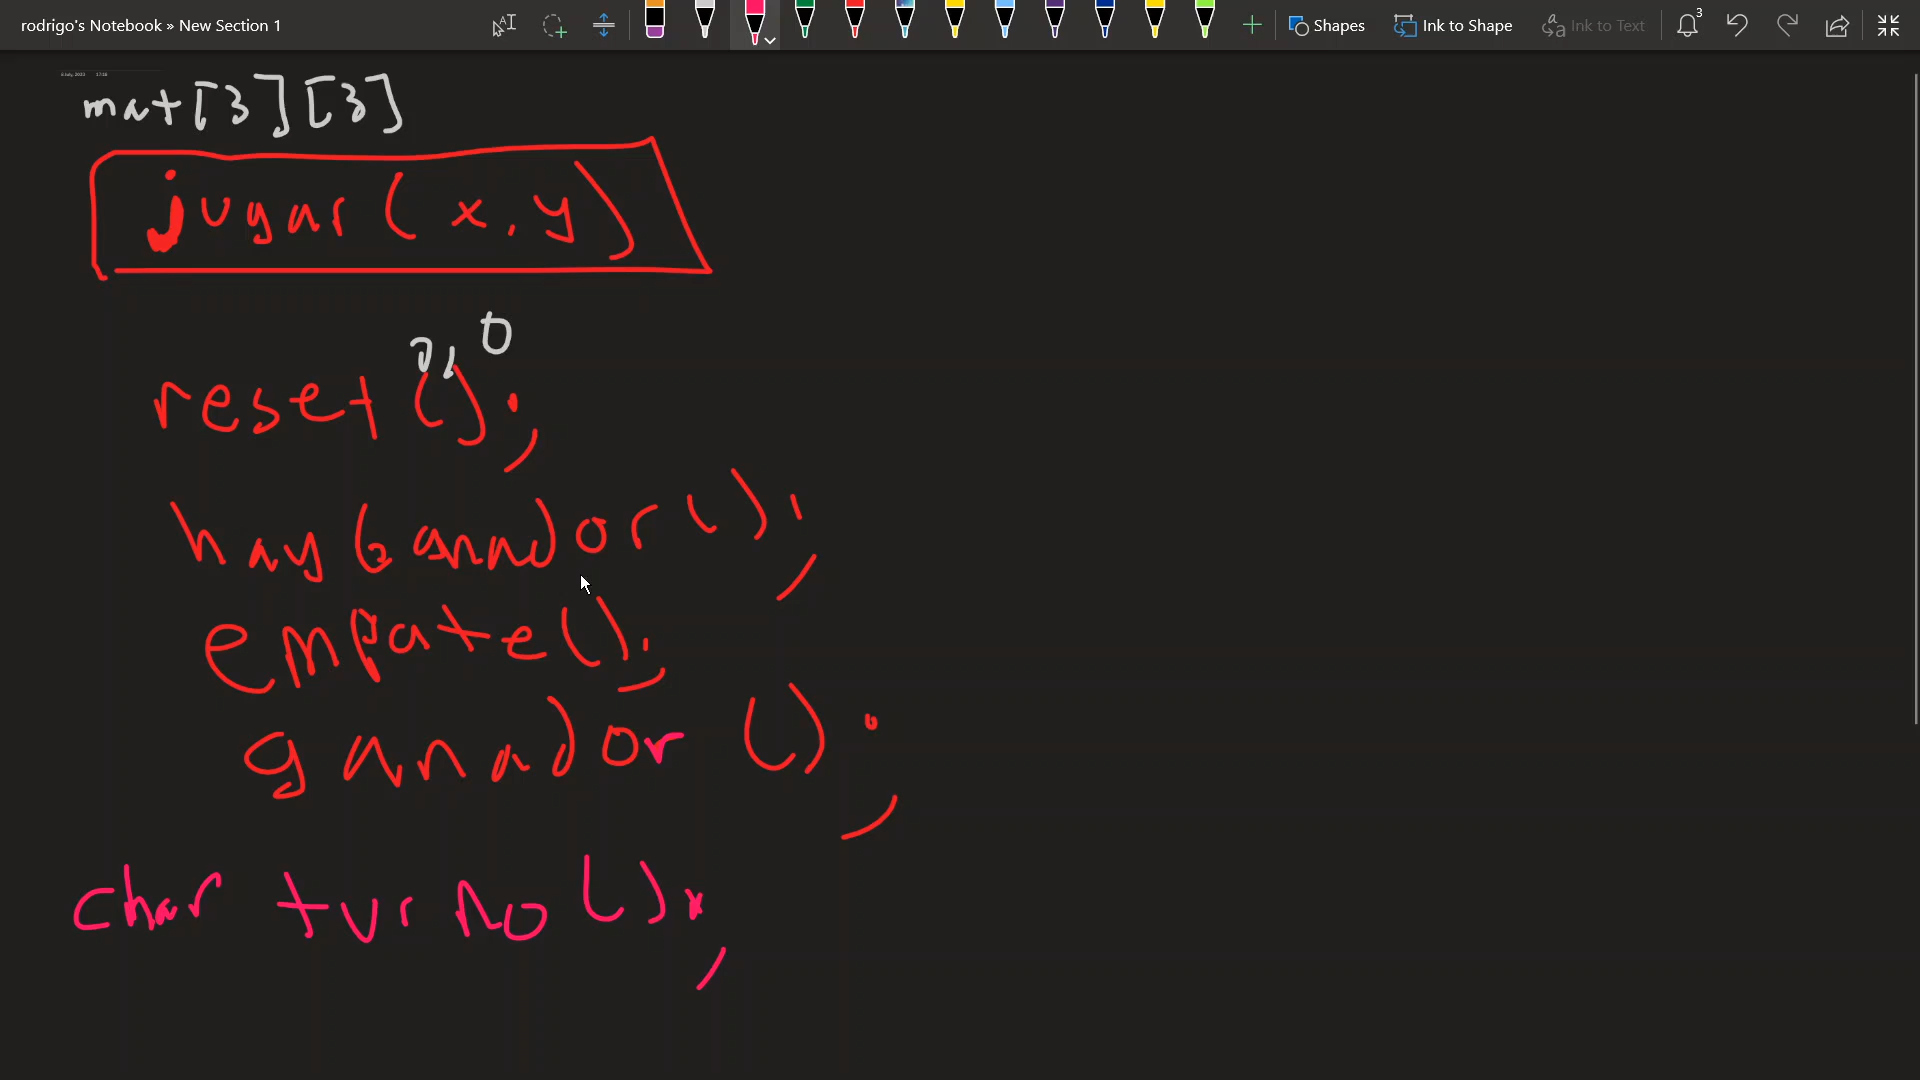 rodrigo's Notebook » New Section 1
Shapes
Ink to Shape
Ink to Text
3
mat[3][3]
jugar(x,y)
0
reset();
hayGanador();
empate();
ganador();
char turno();